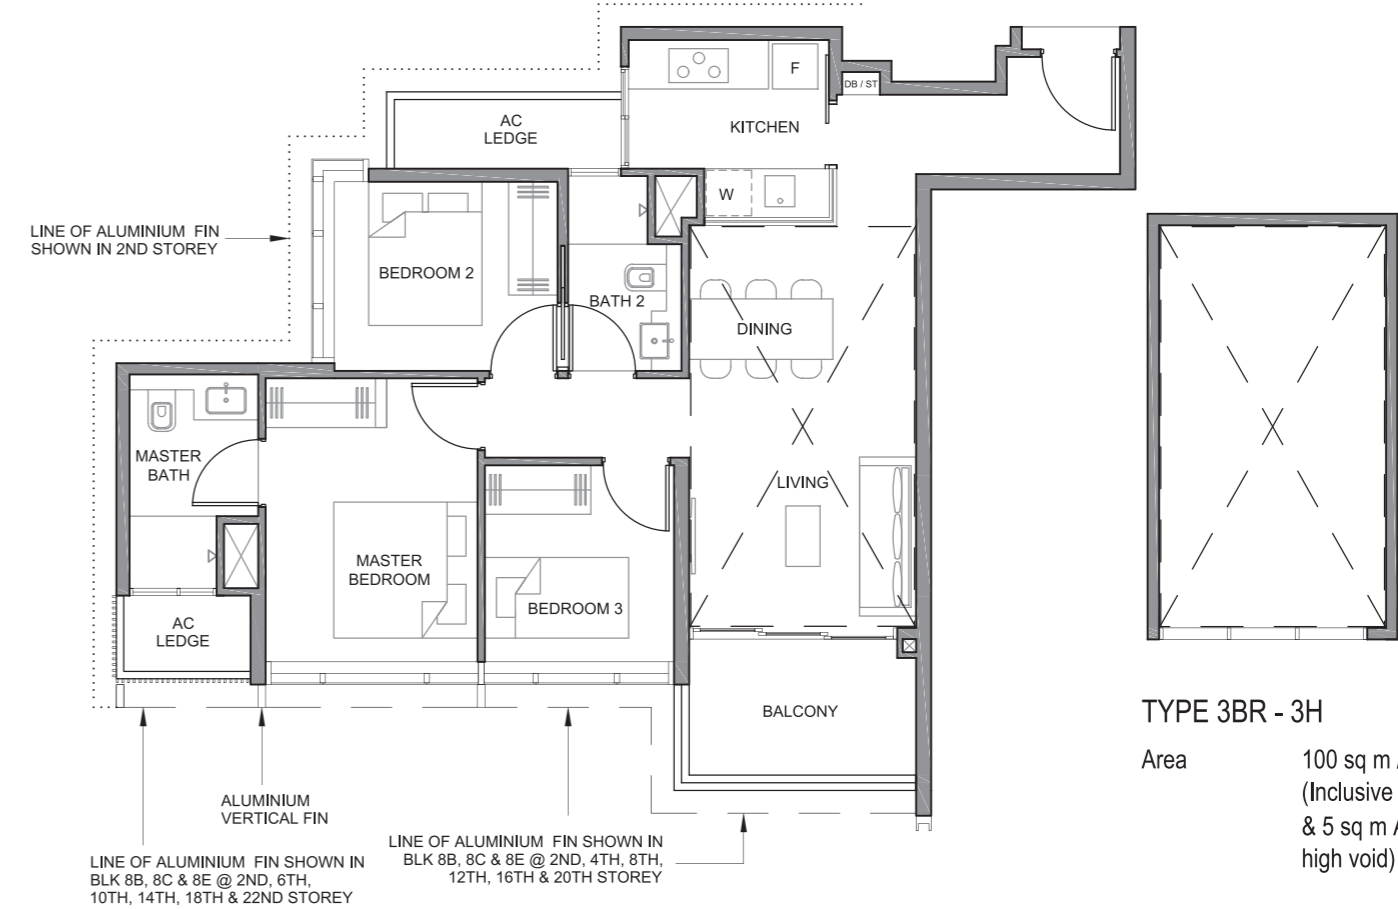 F
DB / ST
AC
LEDGE
KITCHEN
W
LINE OF ALUMINIUM FIN
SHOWN IN 2ND STOREY
BEDROOM 2
BATH 2
DINING
MASTER
BATH
LIVING
MASTER
BEDROOM
BEDROOM 3
AC
LEDGE
BALCONY
ALUMINIUM
VERTICAL FIN
LINE OF ALUMINIUM FIN SHOWN IN
BLK 8B, 8C & 8E @ 2ND, 6TH,
10TH, 14TH, 18TH & 22ND STOREY
LINE OF ALUMINIUM FIN SHOWN IN
BLK 8B, 8C & 8E @ 2ND, 4TH, 8TH,
12TH, 16TH & 20TH STOREY
TYPE 3BR - 3H
Area
100 sq m
(Inclusive
& 5 sq m
high void)